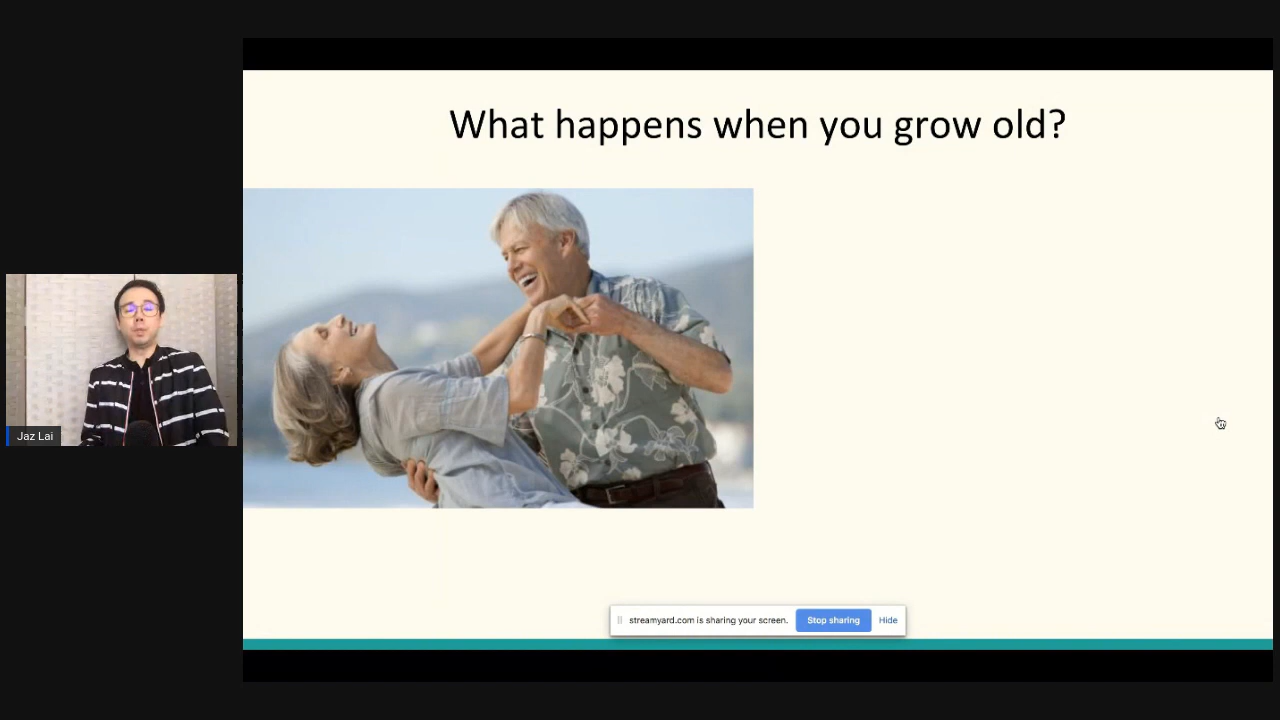 What happens when you grow old?
Jaz Lai
streamyard.com is sharing your screen. Stop sharing Hide